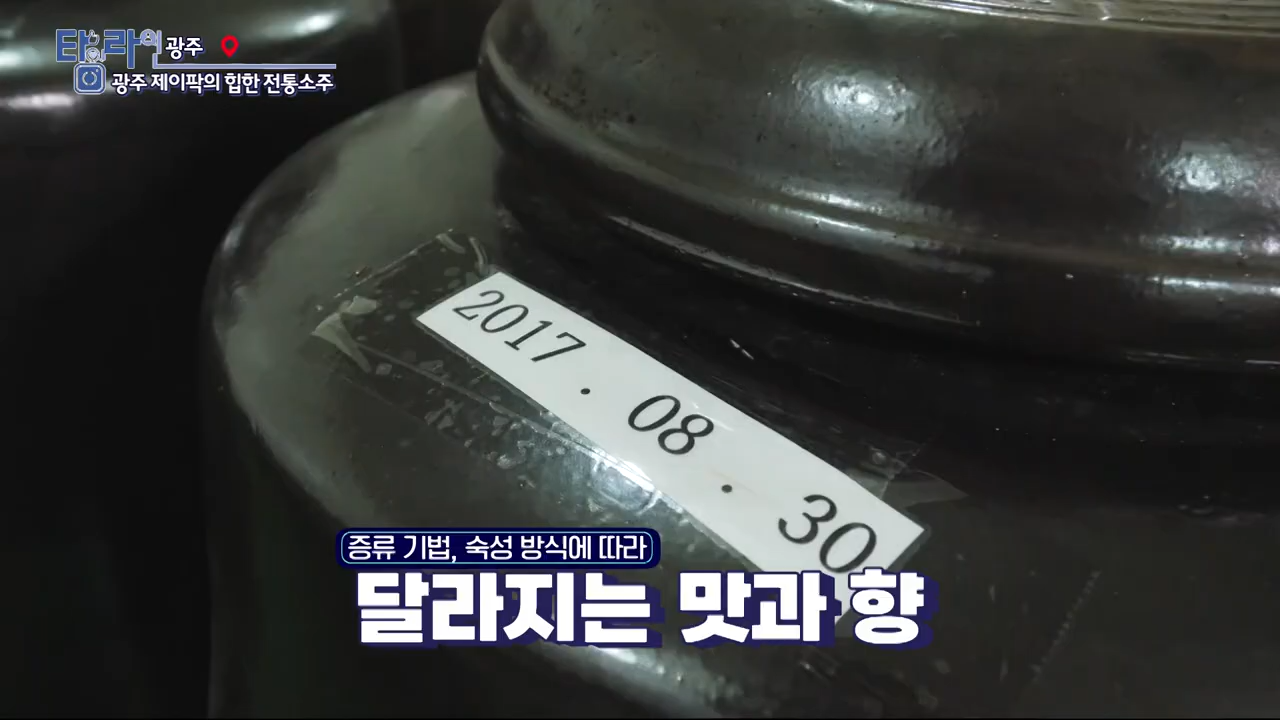 타라의 광주
광주 제이팍의 힙한 전통소주
2017 . 08 . 30
증류 기법, 숙성 방식에 따라
달라지는 맛과 향